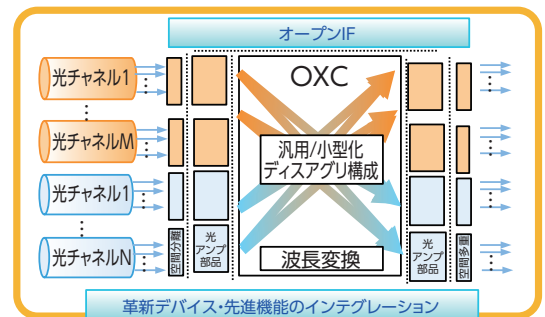 オープンIF
OXC
光チャネル1
⋮
光チャネルM
光チャネル1
⋮
光チャネルN
空間分離
光
アンプ
部品
汎用/小型化
ディスアグリ構成
波長変換
光
アンプ
部品
空間多重
革新デバイス・先進機能のインテグレーション